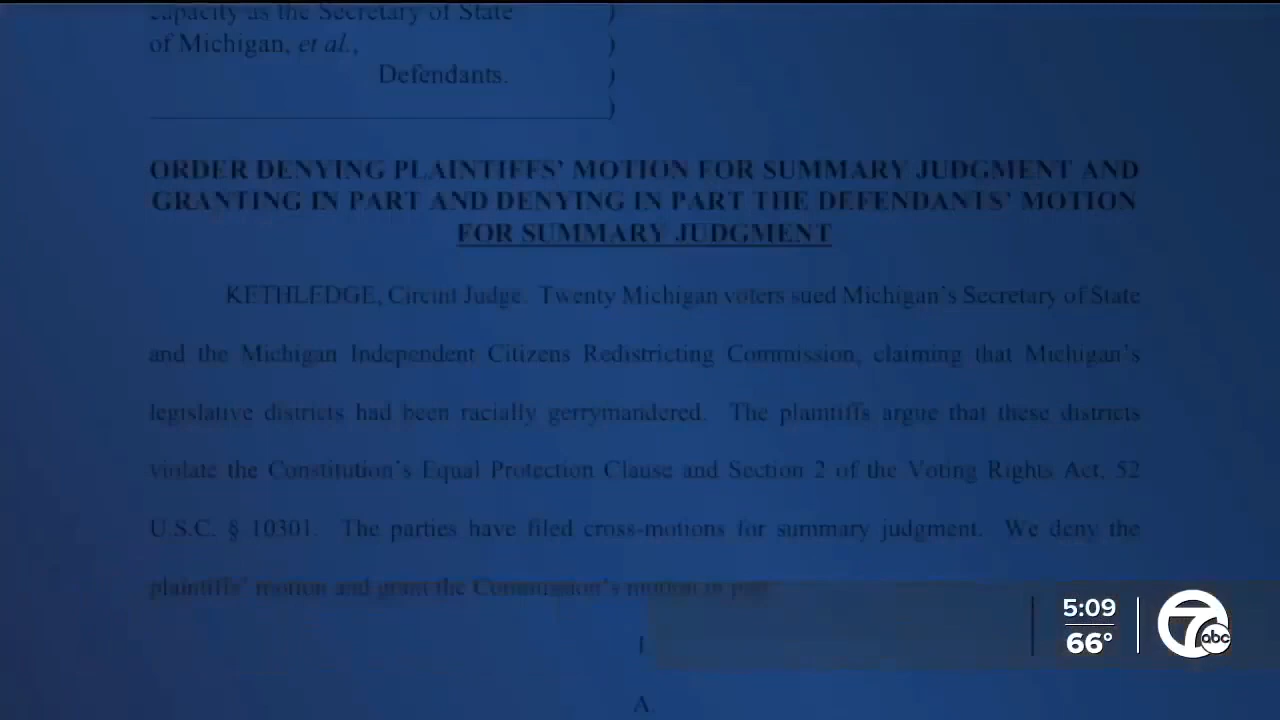 capacity as the Secretary of State )
of Michigan, et al., )
Defendants. )
)
ORDER DENYING PLAINTIFFS' MOTION FOR SUMMARY JUDGMENT AND
GRANTING IN PART AND DENYING IN PART THE DEFENDANTS' MOTION
FOR SUMMARY JUDGMENT
KETHLEDGE, Circuit Judge. Twenty Michigan voters sued Michigan's Secretary of State
and the Michigan Independent Citizens Redistricting Commission, claiming that Michigan's
legislative districts had been racially gerrymandered. The plaintiffs argue that these districts
violate the Constitution's Equal Protection Clause and Section 2 of the Voting Rights Act, 52
U.S.C. § 10301. The parties have filed cross-motions for summary judgment. We deny the
plaintiffs' motion and grant the Commission's motion in part.
I
A.
5:09
66°
7 abc